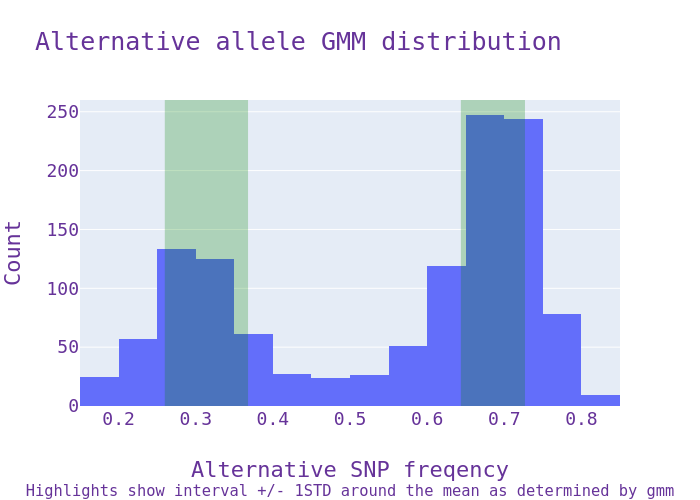 Alternative allele GMM distribution
250
200
150
100
50
0
Count
0.2 0.3 0.4 0.5 0.6 0.7 0.8
Alternative SNP freqency
Highlights show interval +/- 1STD around the mean as determined by gmm